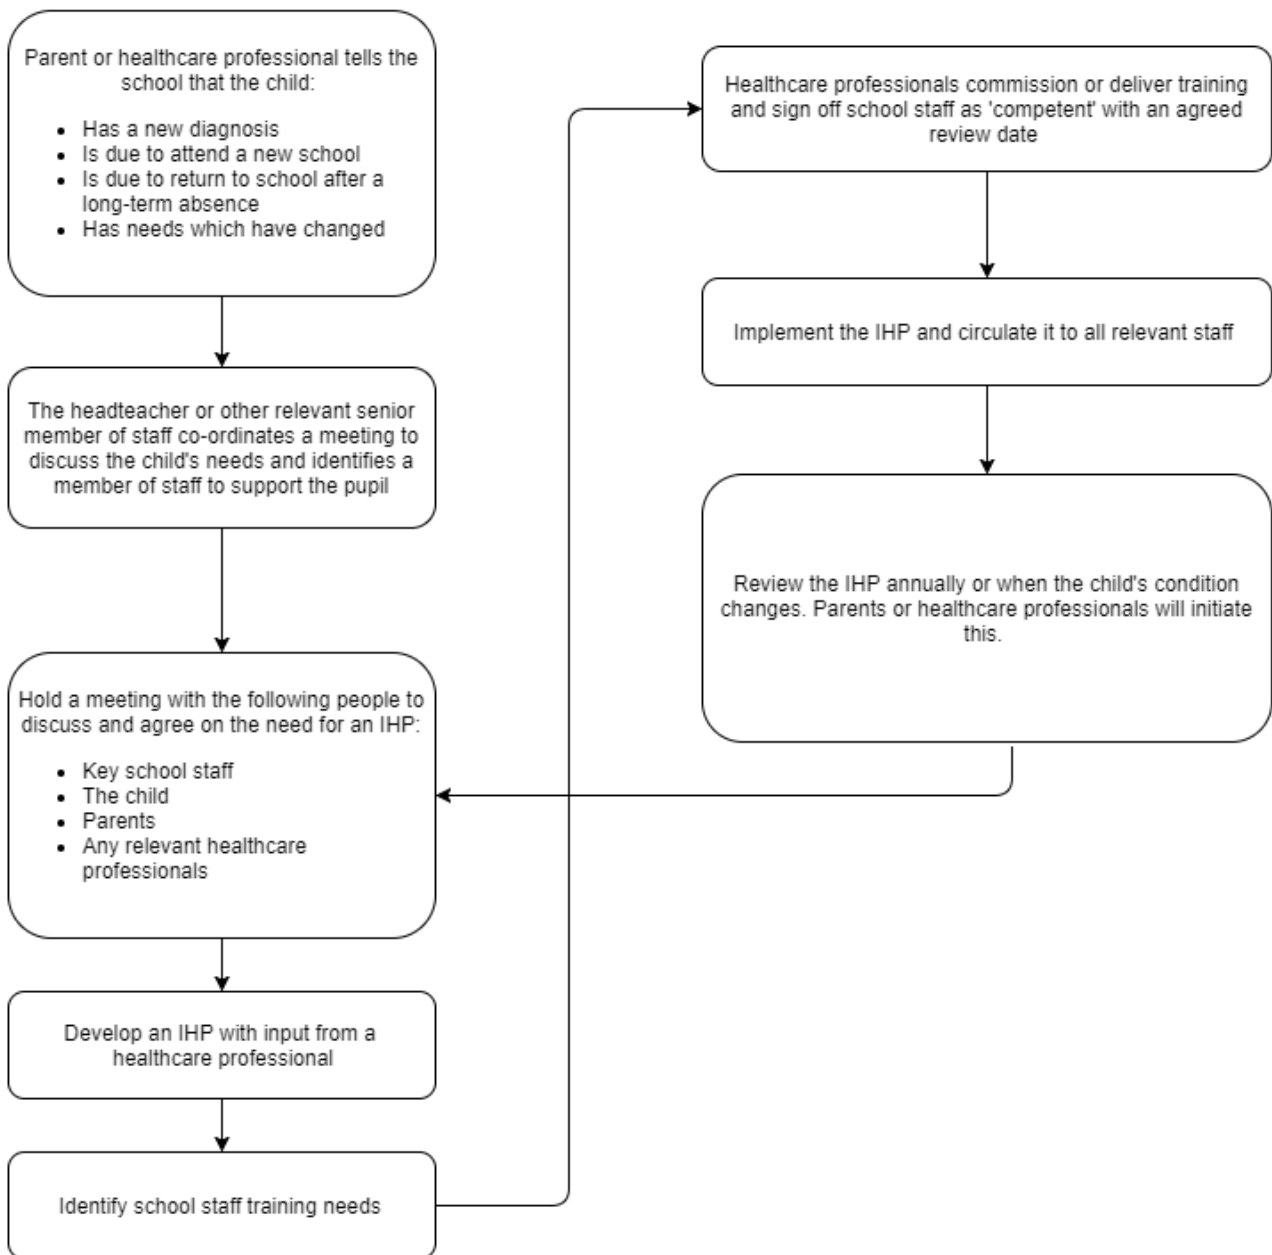 Parent or healthcare professional tells the
school that the child:
• Has a new diagnosis
• Is due to attend a new school
• Is due to return to school after a
long-term absence
• Has needs which have changed
The headteacher or other relevant senior
member of staff co-ordinates a meeting to
discuss the child's needs and identifies a
member of staff to support the pupil
Hold a meeting with the following people to
discuss and agree on the need for an IHP:
• Key school staff
• The child
• Parents
• Any relevant healthcare
professionals
Develop an IHP with input from a
healthcare professional
Identify school staff training needs
Healthcare professionals commission or deliver training
and sign off school staff as 'competent' with an agreed
review date
Implement the IHP and circulate it to all relevant staff
Review the IHP annually or when the child's condition
changes. Parents or healthcare professionals will initiate
this.